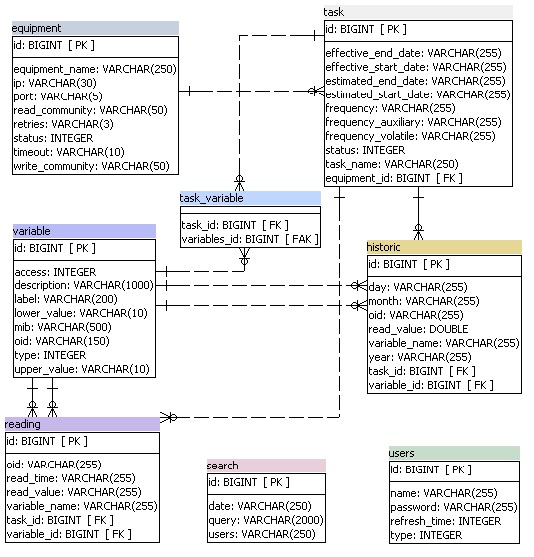 equipment
id: BIGINT [ PK ]
equipment_name: VARCHAR(250)
ip: VARCHAR(30)
port: VARCHAR(5)
read_community: VARCHAR(50)
retries: VARCHAR(3)
status: INTEGER
timeout: VARCHAR(10)
write_community: VARCHAR(50)
task
id: BIGINT [ PK ]
effective_end_date: VARCHAR(255)
effective_start_date: VARCHAR(255)
estimated_end_date: VARCHAR(255)
estimated_start_date: VARCHAR(255)
frequency: VARCHAR(255)
frequency_auxiliary: VARCHAR(255)
frequency_volatile: VARCHAR(255)
status: INTEGER
task_name: VARCHAR(250)
equipment_id: BIGINT [ FK ]
task_variable
task_id: BIGINT [ FK ]
variables_id: BIGINT [ FAK ]
variable
id: BIGINT [ PK ]
access: INTEGER
description: VARCHAR(1000)
label: VARCHAR(200)
lower_value: VARCHAR(10)
mib: VARCHAR(500)
oid: VARCHAR(150)
type: INTEGER
upper_value: VARCHAR(10)
historic
id: BIGINT [ PK ]
day: VARCHAR(255)
month: VARCHAR(255)
oid: VARCHAR(255)
read_value: DOUBLE
variable_name: VARCHAR(255)
year: VARCHAR(255)
task_id: BIGINT [ FK ]
variable_id: BIGINT [ FK ]
reading
id: BIGINT [ PK ]
oid: VARCHAR(255)
read_time: VARCHAR(255)
read_value: VARCHAR(255)
variable_name: VARCHAR(255)
task_id: BIGINT [ FK ]
variable_id: BIGINT [ FK ]
search
id: BIGINT [ PK ]
date: VARCHAR(250)
query: VARCHAR(2000)
users: VARCHAR(250)
users
id: BIGINT [ PK ]
name: VARCHAR(255)
password: VARCHAR(255)
refresh_time: INTEGER
type: INTEGER